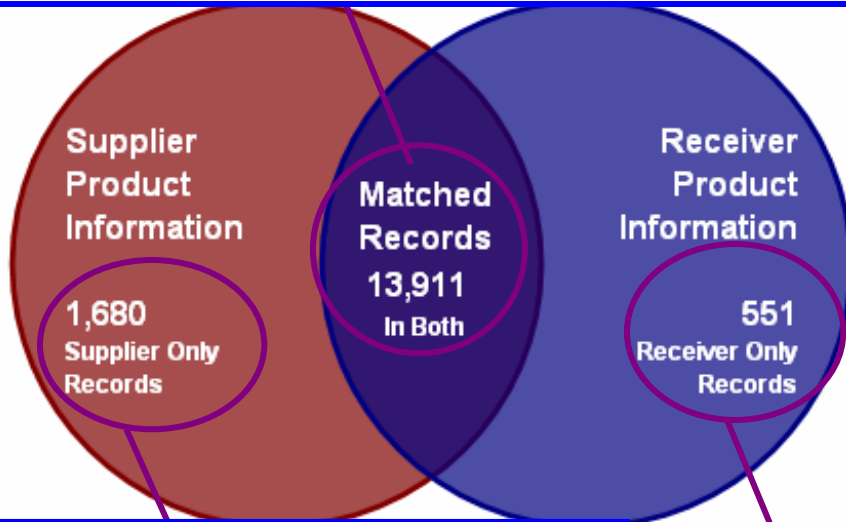 Supplier
Product
Information
1,680
Supplier Only
Records
Matched
Records
13,911
In Both
Receiver
Product
Information
551
Receiver Only
Records